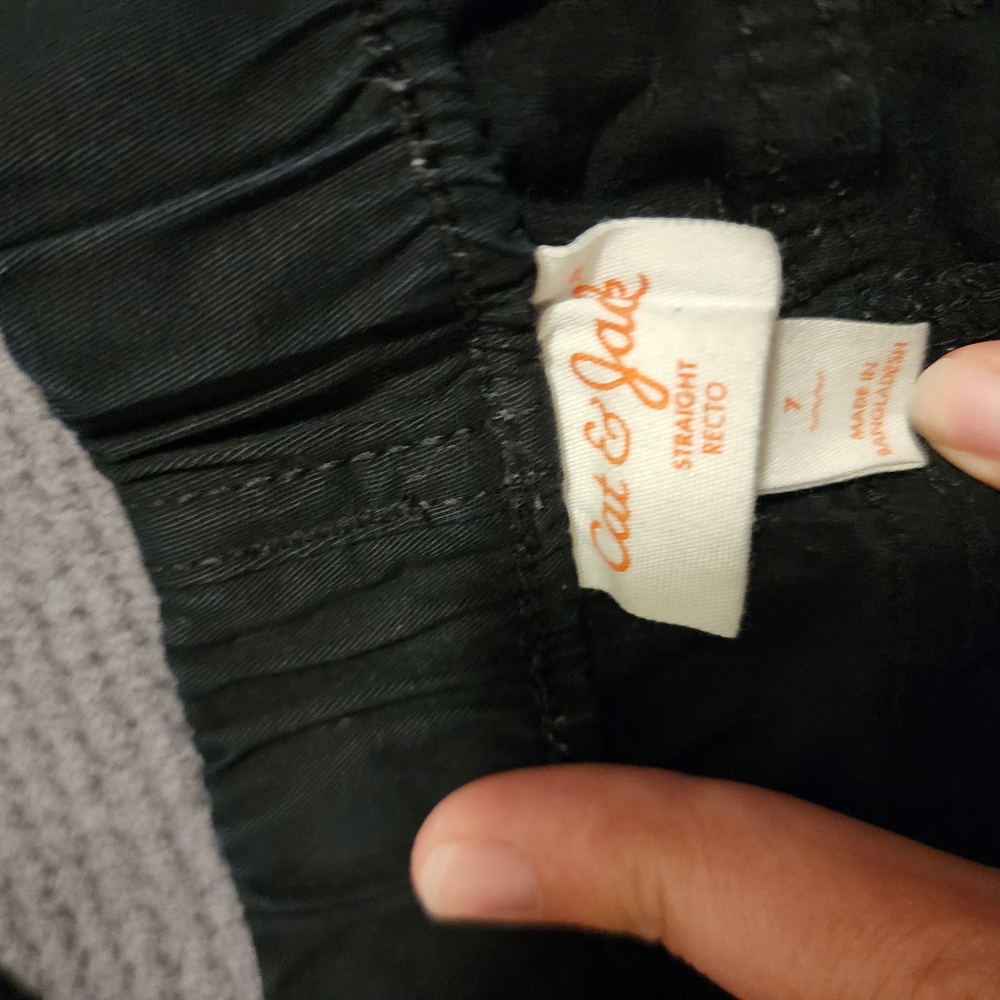 Cat & Jack
STRAIGHT
RECTO
7
MADE IN
BANGLADESH